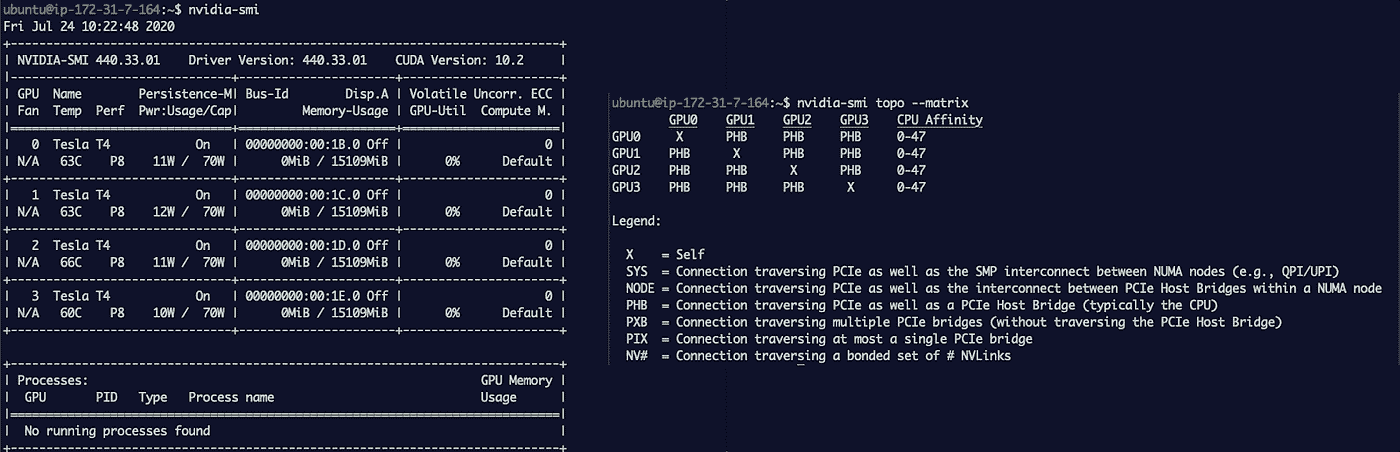 ubuntu@ip-172-31-7-164:~$ nvidia-smi
Fri Jul 24 10:22:48 2020
+-----------------------------------------------------------------------------+
| NVIDIA-SMI 440.33.01    Driver Version: 440.33.01    CUDA Version: 10.2     |
|-------------------------------+----------------------+----------------------+
| GPU  Name        Persistence-M| Bus-Id        Disp.A | Volatile Uncorr. ECC |
| Fan  Temp  Perf  Pwr:Usage/Cap|         Memory-Usage | GPU-Util  Compute M. |
|===============================+======================+======================|
|   0  Tesla T4            On   | 00000000:00:1B.0 Off |                    0 |
| N/A   63C    P8    11W /  70W |      0MiB / 15109MiB |      0%      Default |
+-------------------------------+----------------------+----------------------+
|   1  Tesla T4            On   | 00000000:00:1C.0 Off |                    0 |
| N/A   63C    P8    12W /  70W |      0MiB / 15109MiB |      0%      Default |
+-------------------------------+----------------------+----------------------+
|   2  Tesla T4            On   | 00000000:00:1D.0 Off |                    0 |
| N/A   66C    P8    11W /  70W |      0MiB / 15109MiB |      0%      Default |
+-------------------------------+----------------------+----------------------+
|   3  Tesla T4            On   | 00000000:00:1E.0 Off |                    0 |
| N/A   60C    P8    10W /  70W |      0MiB / 15109MiB |      0%      Default |
+-------------------------------+----------------------+----------------------+
+-----------------------------------------------------------------------------+
| Processes:                                                       GPU Memory |
|  GPU       PID   Type   Process name                             Usage      |
|=============================================================================|
|  No running processes found                                                 |
+-----------------------------------------------------------------------------+
ubuntu@ip-172-31-7-164:~$ nvidia-smi topo --matrix
        GPU0    GPU1    GPU2    GPU3    CPU Affinity
GPU0     X      PHB     PHB     PHB     0-47
GPU1    PHB      X      PHB     PHB     0-47
GPU2    PHB     PHB      X      PHB     0-47
GPU3    PHB     PHB     PHB      X      0-47
Legend:
  X    = Self
  SYS  = Connection traversing PCIe as well as the SMP interconnect between NUMA nodes (e.g., QPI/UPI)
  NODE = Connection traversing PCIe as well as the interconnect between PCIe Host Bridges within a NUMA node
  PHB  = Connection traversing PCIe as well as a PCIe Host Bridge (typically the CPU)
  PXB  = Connection traversing multiple PCIe bridges (without traversing the PCIe Host Bridge)
  PIX  = Connection traversing at most a single PCIe bridge
  NV#  = Connection traversing a bonded set of # NVLinks